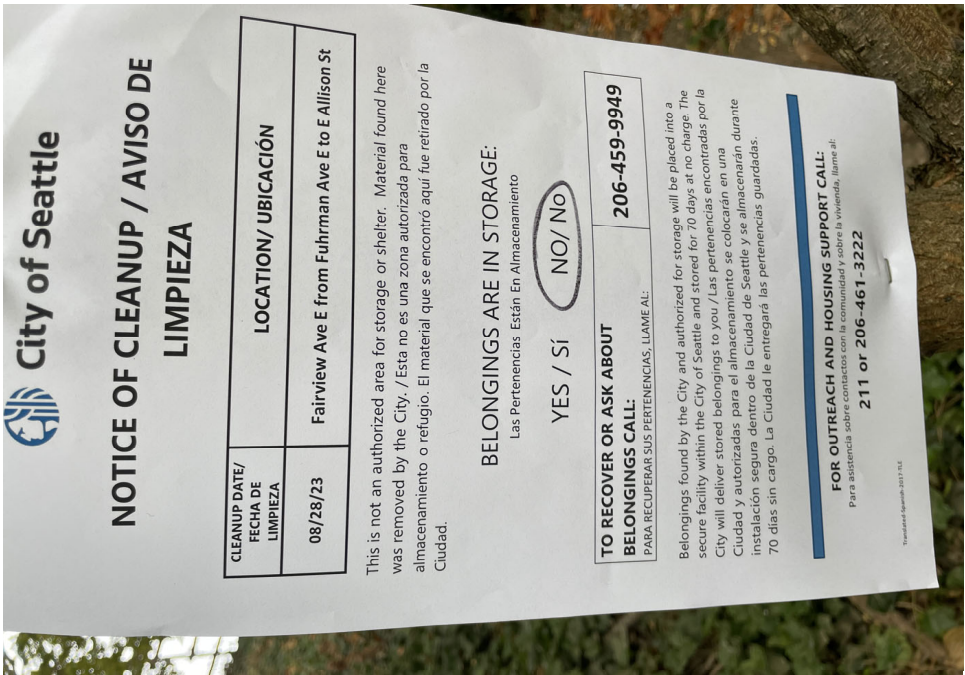 City of Seattle
NOTICE OF CLEANUP / AVISO DE
LIMPIEZA
CLEANUP DATE/
FECHA DE
LIMPIEZA
LOCATION/ UBICACIÓN
08/28/23
Fairview Ave E from Fuhrman Ave E to E Allison St
This is not an authorized area for storage or shelter. Material found here
was removed by the City. / Esta no es una zona autorizada para
almacenamiento o refugio. El material que se encontró aquí fue retirado por la
Ciudad.
BELONGINGS ARE IN STORAGE:
Las Pertenencias Están En Almacenamiento
YES / Sí NO/ No
TO RECOVER OR ASK ABOUT
BELONGINGS CALL:
PARA RECUPERAR SUS PERTENENCIAS, LLAME AL:
206-459-9949
Belongings found by the City and authorized for storage will be placed into a
secure facility within the City of Seattle and stored for 70 days at no charge. The
City will deliver stored belongings to you / Las pertenencias encontradas por la
Ciudad y autorizadas para el almacenamiento se colocarán en una
instalación segura dentro de la Ciudad de Seattle y se almacenarán durante
70 días sin cargo. La Ciudad le entregará las pertenencias guardadas.
FOR OUTREACH AND HOUSING SUPPORT CALL:
Para asistencia sobre contactos con la comunidad y sobre la vivienda, llame al:
211 or 206-461-3222
Translated-Spanish-2017-TLE